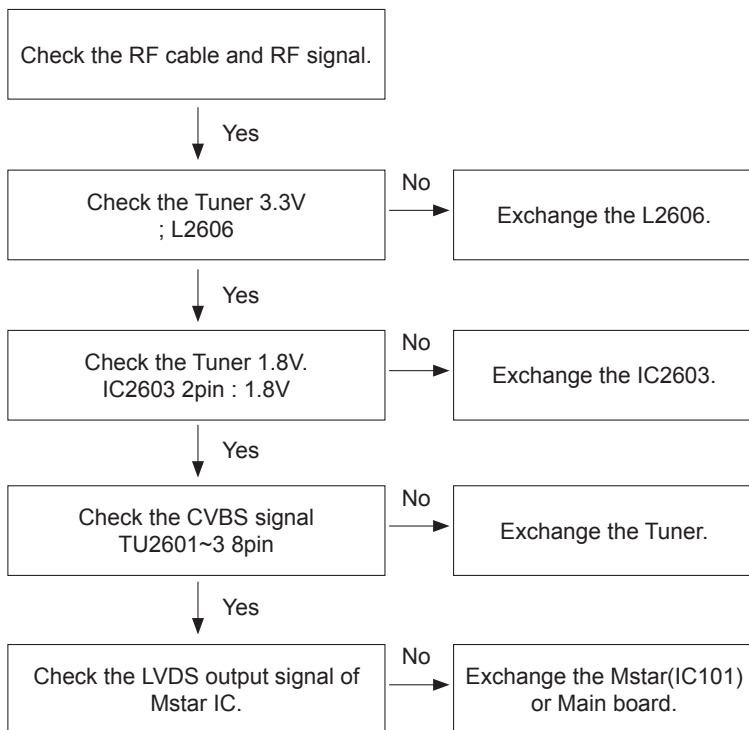 Check the RF cable and RF signal.
Yes
Check the Tuner 3.3V
; L2606
No
Exchange the L2606.
Yes
Check the Tuner 1.8V.
IC2603 2pin : 1.8V
No
Exchange the IC2603.
Yes
Check the CVBS signal
TU2601~3 8pin
No
Exchange the Tuner.
Yes
Check the LVDS output signal of
Mstar IC.
No
Exchange the Mstar(IC101)
or Main board.